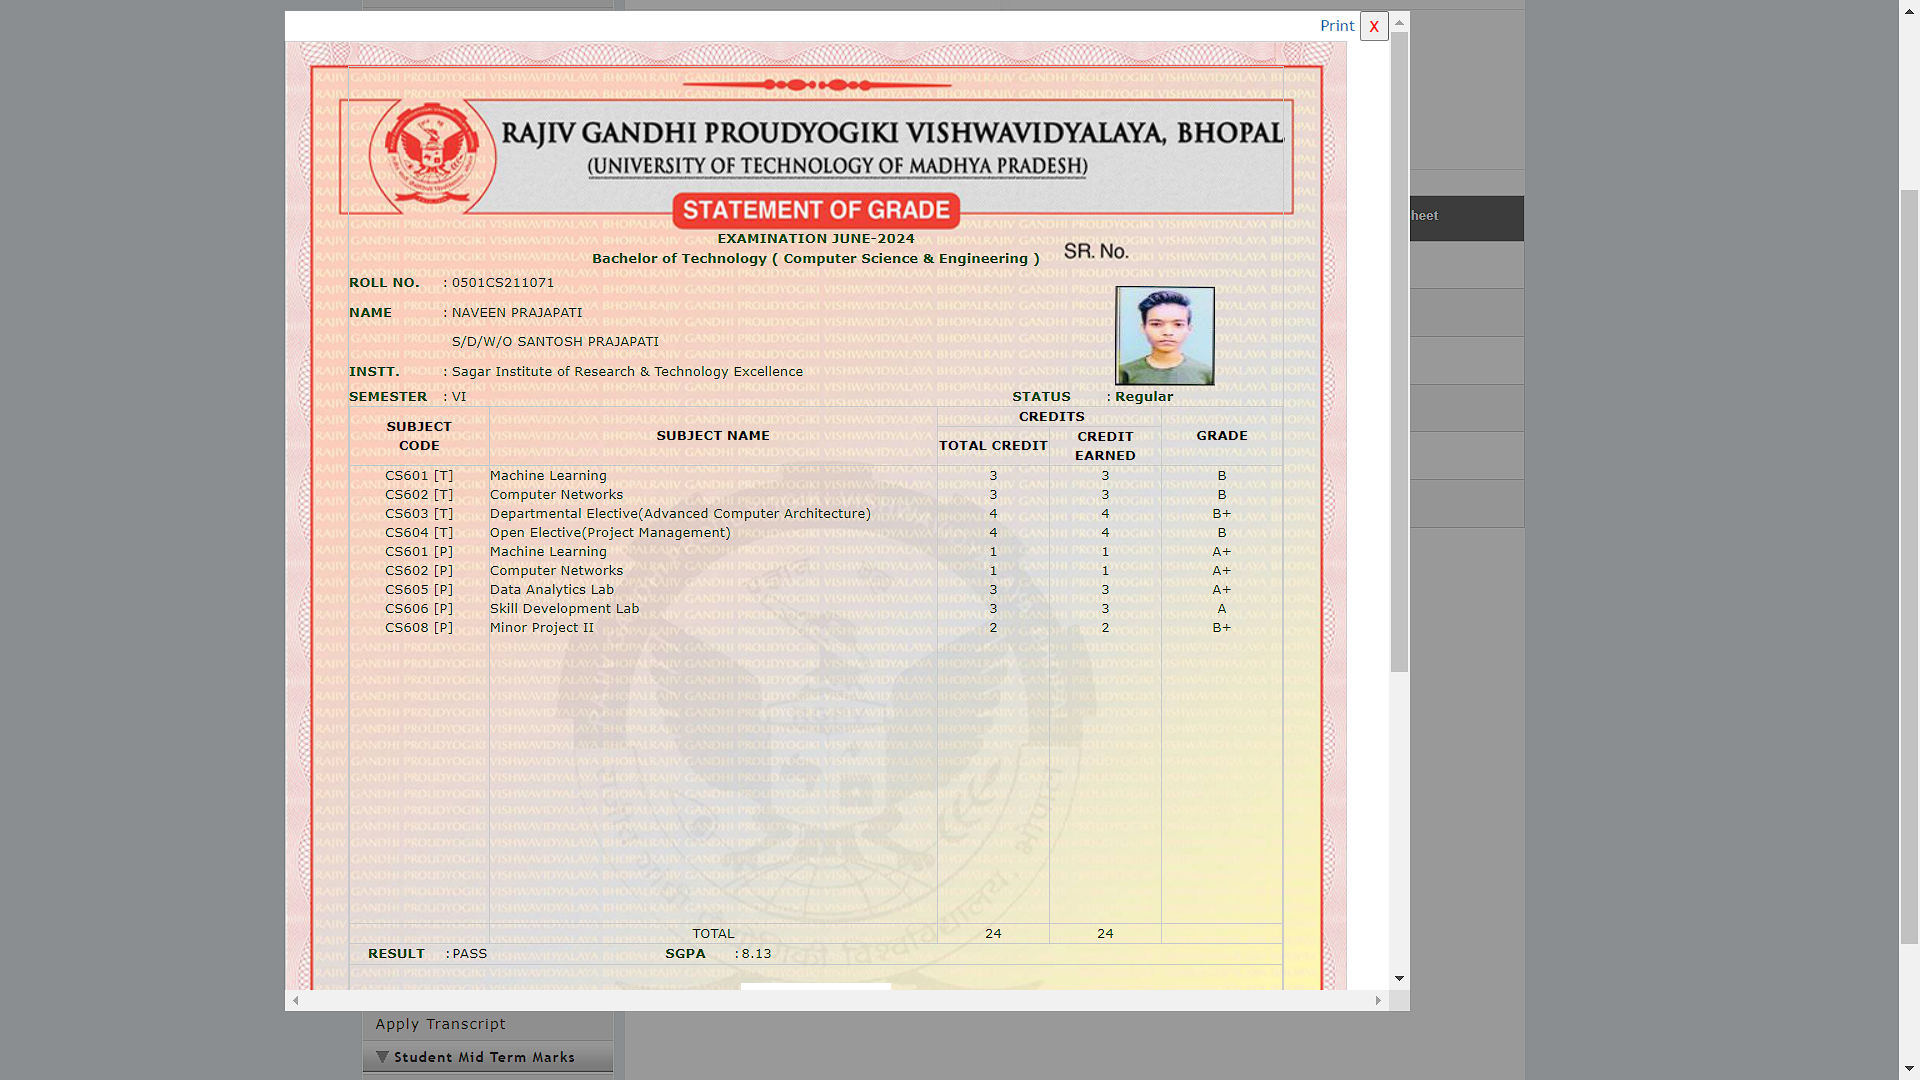 Print X
RAJIV GANDHI PROUDYOGIKI VISHWAVIDYALAYA, BHOPAL
(UNIVERSITY OF TECHNOLOGY OF MADHYA PRADESH)
STATEMENT OF GRADE
EXAMINATION JUNE-2024
Bachelor of Technology ( Computer Science & Engineering )
SR. No.
ROLL NO. : 0501CS211071
NAME : NAVEEN PRAJAPATI
S/D/W/O SANTOSH PRAJAPATI
INSTT. : Sagar Institute of Research & Technology Excellence
SEMESTER : VI STATUS : Regular
SUBJECT CODE SUBJECT NAME CREDITS GRADE
TOTAL CREDIT CREDIT EARNED
CS601 [T] Machine Learning 3 3 B
CS602 [T] Computer Networks 3 3 B
CS603 [T] Departmental Elective(Advanced Computer Architecture) 4 4 B+
CS604 [T] Open Elective(Project Management) 4 4 B
CS601 [P] Machine Learning 1 1 A+
CS602 [P] Computer Networks 1 1 A+
CS605 [P] Data Analytics Lab 3 3 A+
CS606 [P] Skill Development Lab 3 3 A
CS608 [P] Minor Project II 2 2 B+
TOTAL 24 24
RESULT :PASS SGPA :8.13
heet
Apply Transcript
Student Mid Term Marks